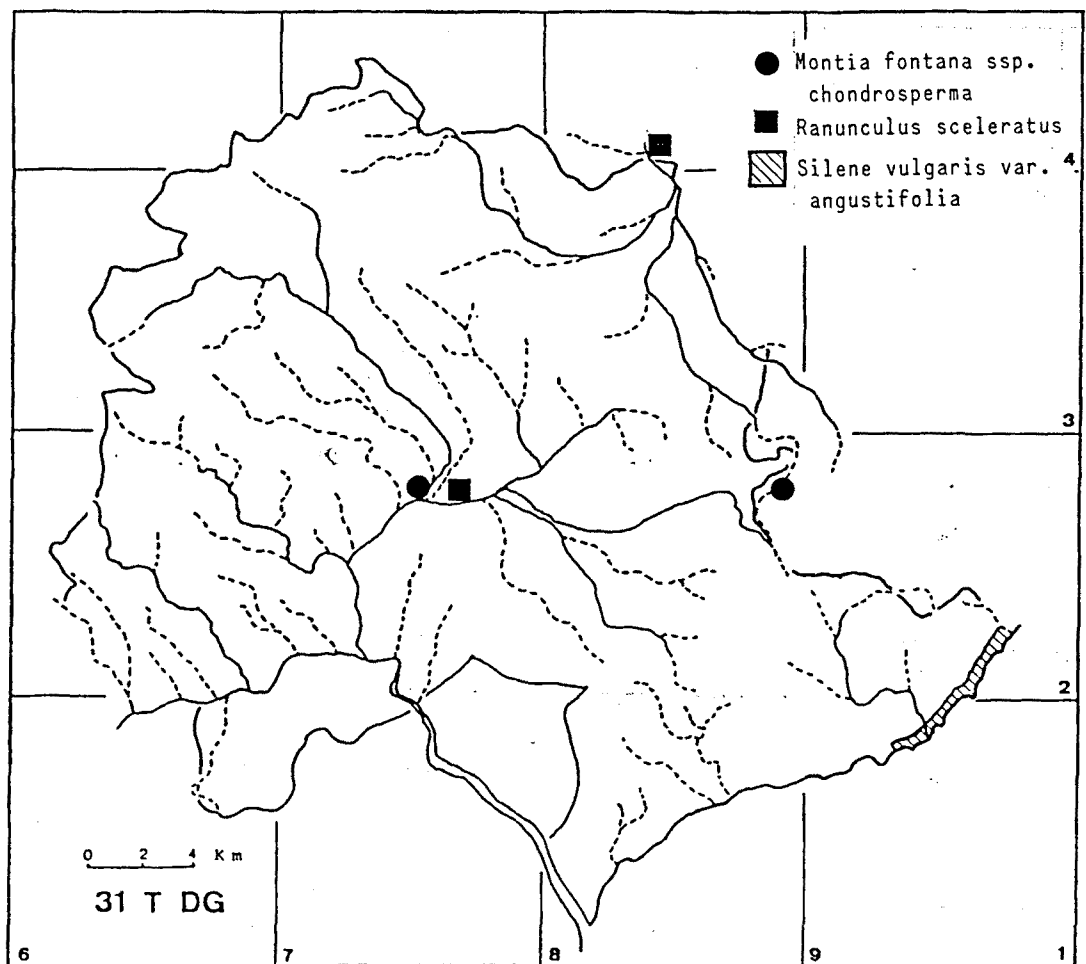 Montia fontana ssp.
chondrosperma
Ranunculus sceleratus
Silene vulgaris var.
angustifolia
4
3
2
0 2 4 Km
31 T DG
6 7 8 9 1